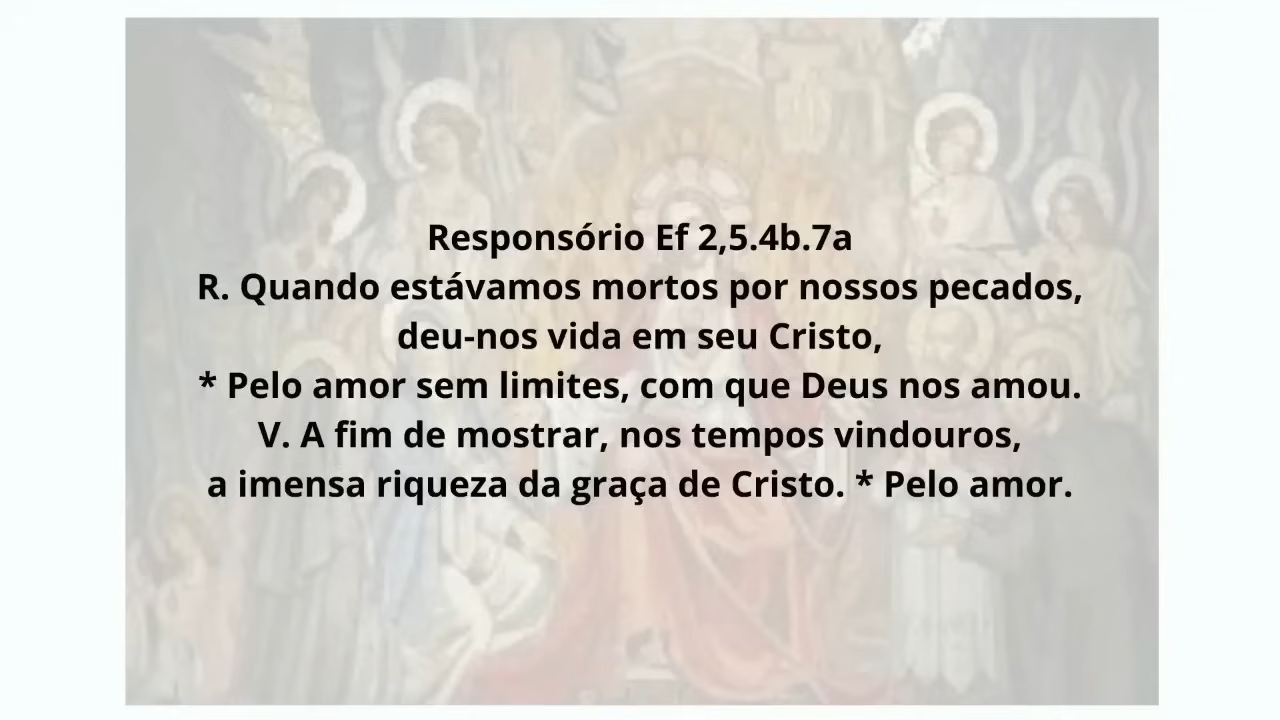 Responsório Ef 2,5.4b.7a
R. Quando estávamos mortos por nossos pecados,
deu-nos vida em seu Cristo,
* Pelo amor sem limites, com que Deus nos amou.
V. A fim de mostrar, nos tempos vindouros,
a imensa riqueza da graça de Cristo. * Pelo amor.